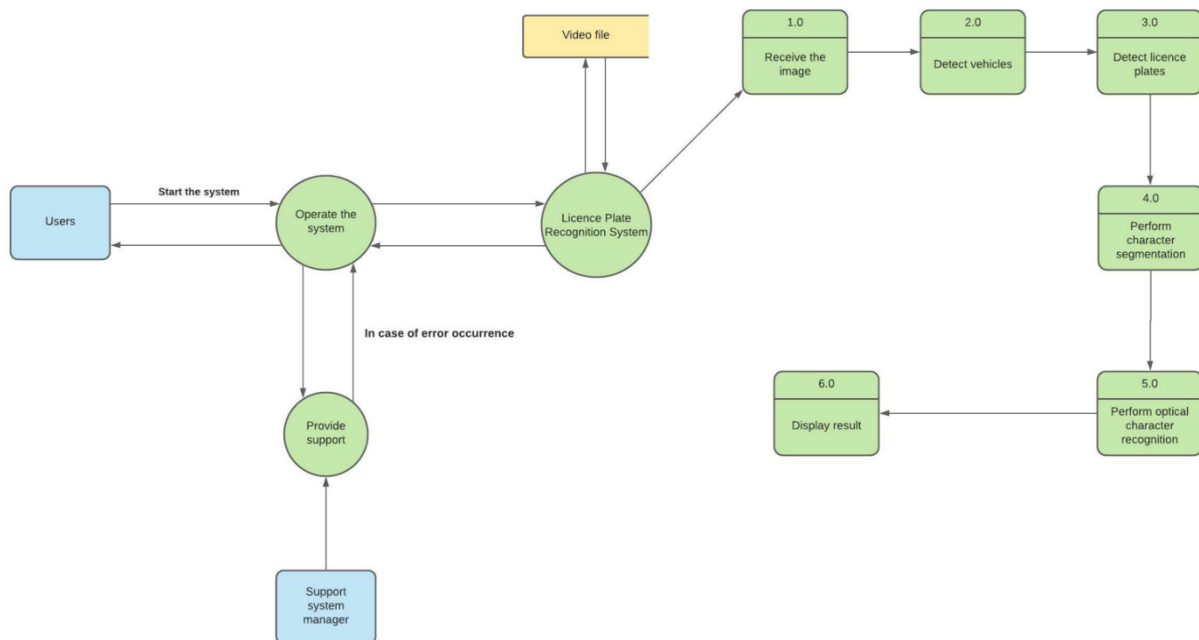 Video file
1.0
Receive the
image
2.0
Detect vehicles
3.0
Detect licence
plates
Users
Start the system
Operate the
system
Licence Plate
Recognition System
4.0
Perform
character
segmentation
In case of error occurrence
Provide
support
6.0
Display result
5.0
Perform optical
character
recognition
Support
system
manager